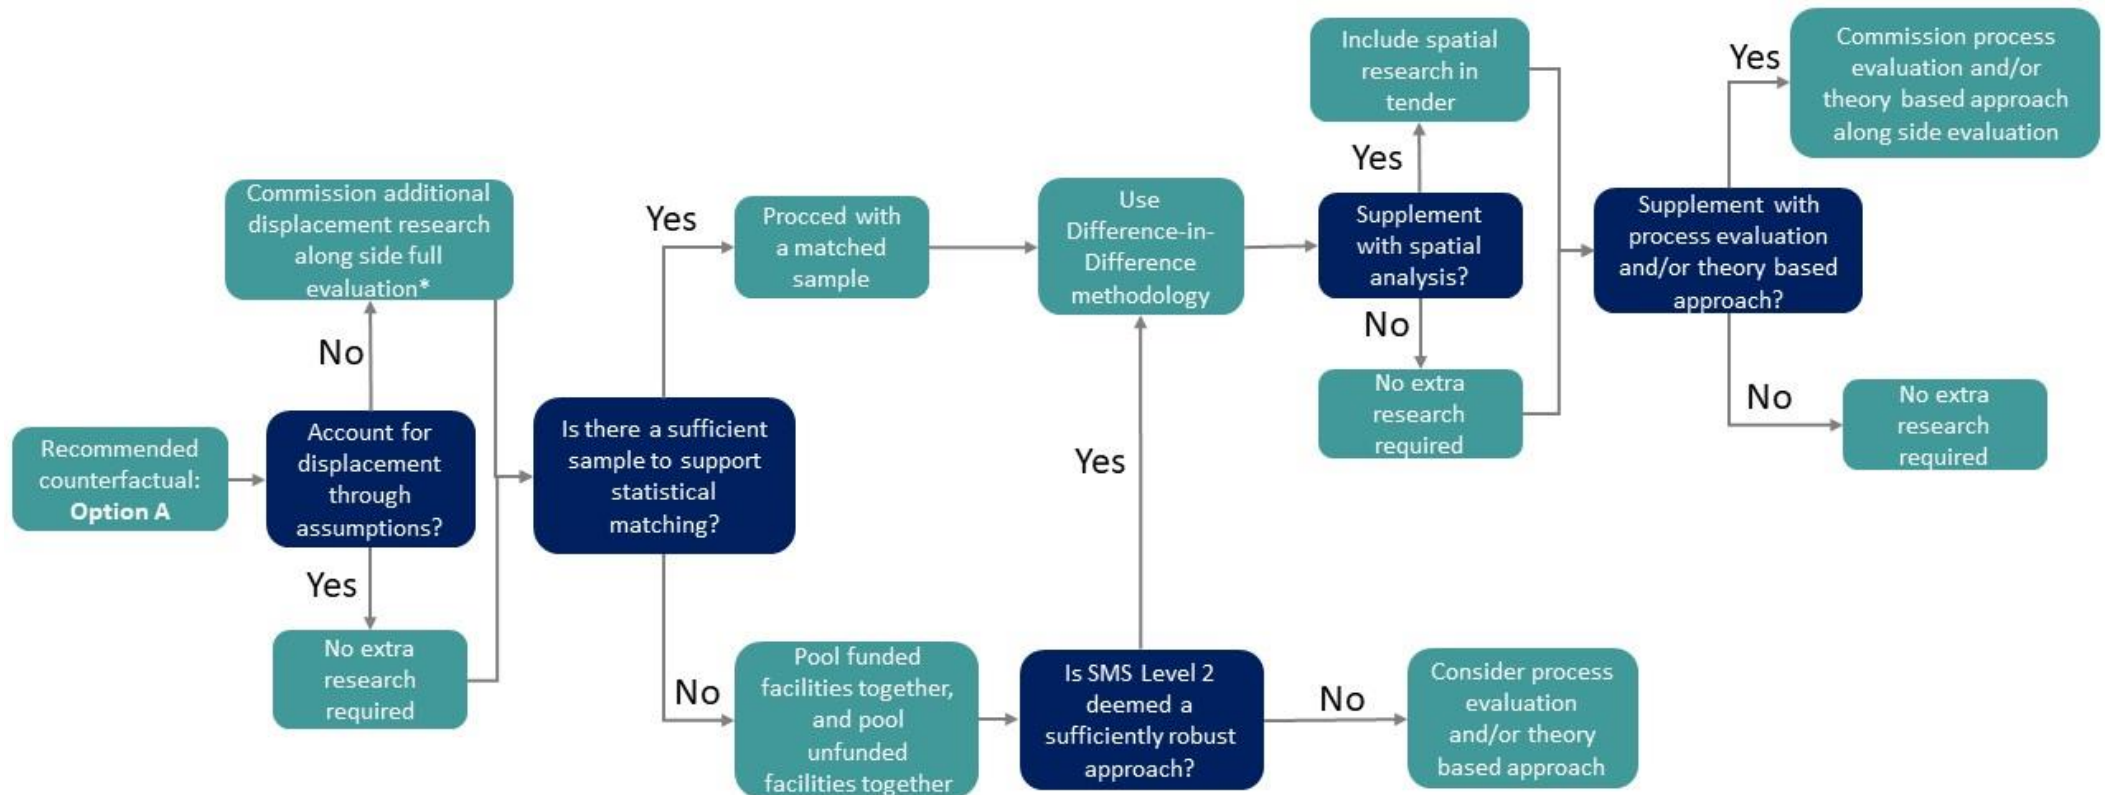 Recommended
counterfactual:
Option A
Account for
displacement
through
assumptions?
No
Commission additional
displacement research
along side full
evaluation*
Yes
No extra
research
required
Is there a sufficient
sample to support
statistical
matching?
Yes
Procced with
a matched
sample
No
Pool funded
facilities together,
and pool
unfunded
facilities together
Is SMS Level 2
deemed a
sufficiently robust
approach?
No
Consider process
evaluation
and/or theory
based approach
Yes
Use
Difference-in-
Difference
methodology
Supplement
with spatial
analysis?
Yes
Include spatial
research in
tender
No
No extra
research
required
Supplement with
process evaluation
and/or theory based
approach?
Yes
Commission process
evaluation and/or
theory based approach
along side evaluation
No
No extra
research
required